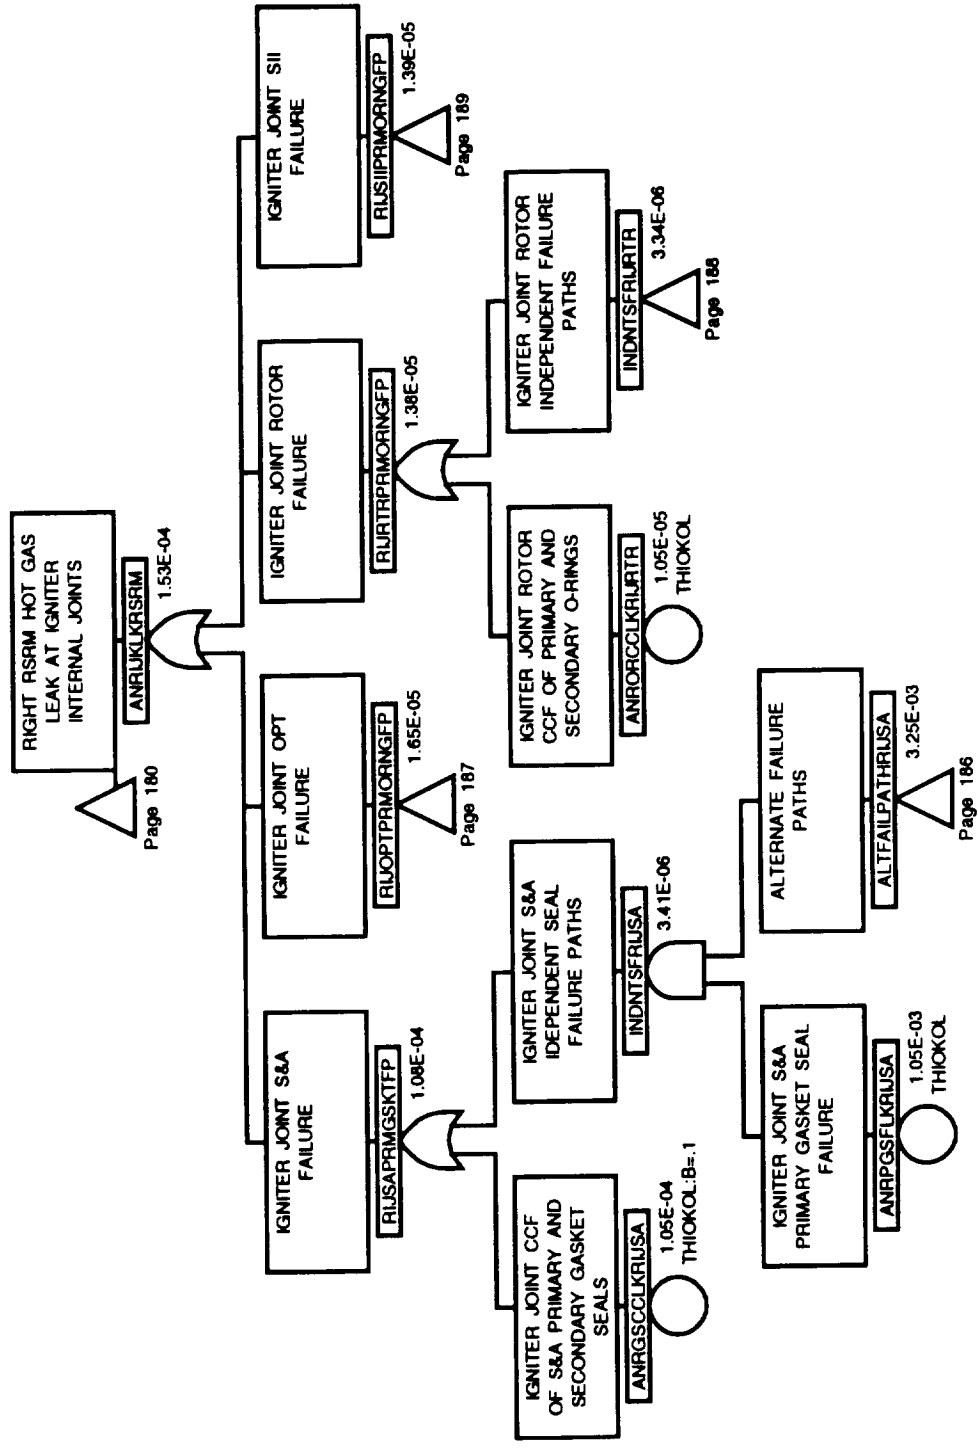 RIGHT RSRM HOT GAS
LEAK AT IGNITER
INTERNAL JOINTS
ANRIJKLKRSRM
1.53E-04
Page 180
IGNITER JOINT S&A
FAILURE
RIJSAPRMGSKTFP
1.08E-04
IGNITER JOINT OPT
FAILURE
RIJOPTPRMORNGFP
1.65E-05
Page 187
IGNITER JOINT ROTOR
FAILURE
RIJRTRPRMORNGFP
1.38E-05
IGNITER JOINT SII
FAILURE
RIJSIIPRMORNGFP
1.39E-05
Page 189
IGNITER JOINT CCF
OF S&A PRIMARY AND
SECONDARY GASKET
SEALS
ANRGSCCLKRIJSA
1.05E-04
THIOKOL:B=.1
IGNITER JOINT S&A
IDEPENDENT SEAL
FAILURE PATHS
INDNTSFRIJSA
3.41E-06
IGNITER JOINT ROTOR
CCF OF PRIMARY AND
SECONDARY O-RINGS
ANRORCCLKRIJRTR
1.05E-05
THIOKOL
IGNITER JOINT ROTOR
INDEPENDENT FAILURE
PATHS
INDNTSFRIJRTR
3.34E-06
Page 188
IGNITER JOINT S&A
PRIMARY GASKET SEAL
FAILURE
ANRPGSFLKRIJSA
1.05E-03
THIOKOL
ALTERNATE FAILURE
PATHS
ALTFAILPATHRIJSA
3.25E-03
Page 186